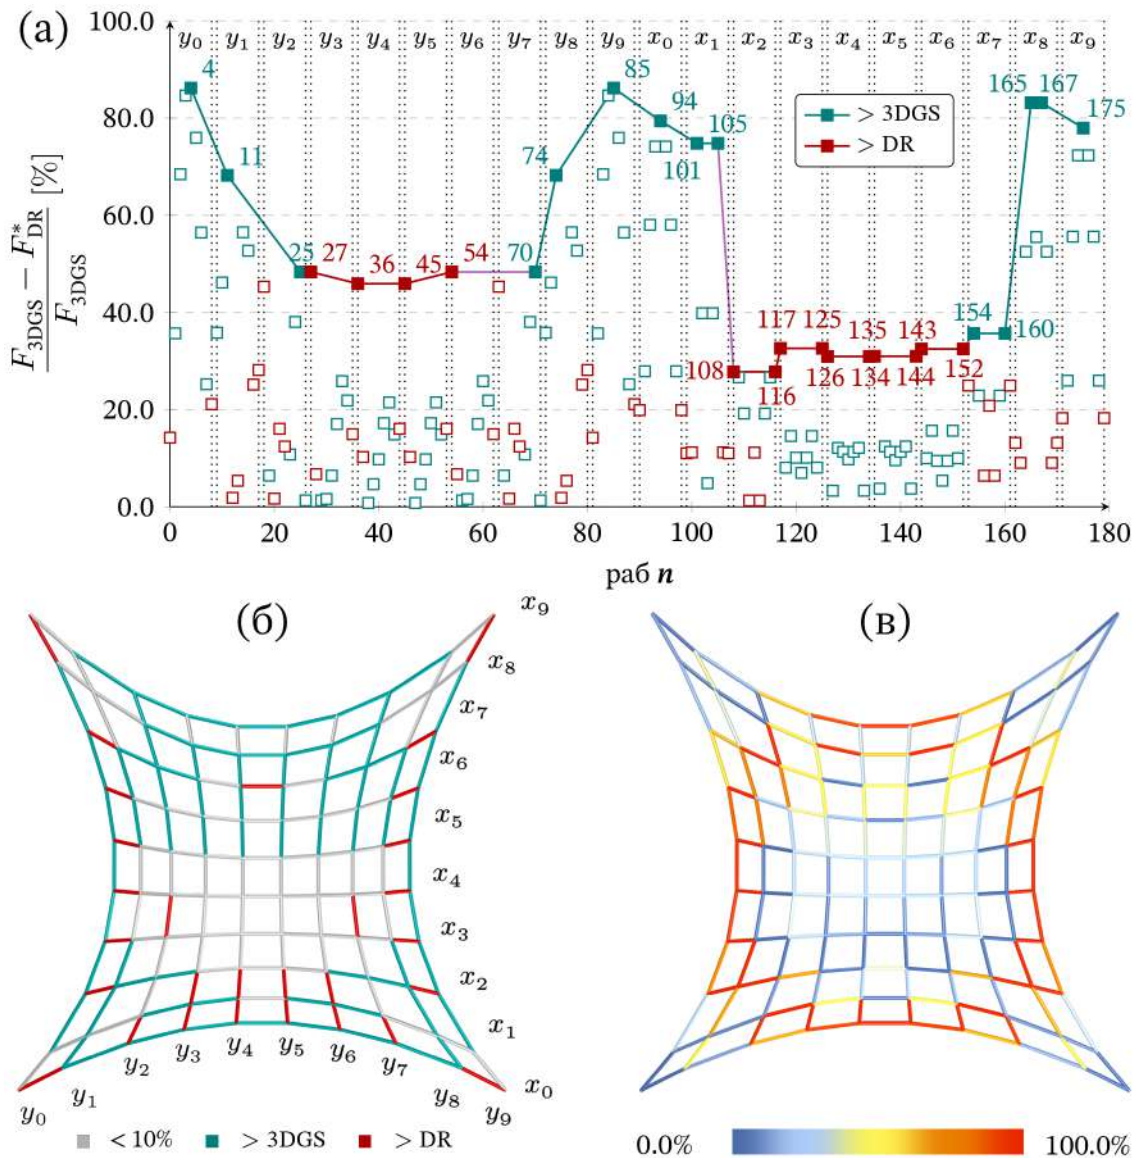 (а)
100.0
80.0
60.0
40.0
20.0
0.0
F3DGS − F*DR
F3DGS
[%]
y0 y1 y2 y3 y4 y5 y6 y7 y8 y9 x0 x1 x2 x3 x4 x5 x6 x7 x8 x9
4
11
25
27
36
45
54
70
74
85
94
101
105
108
116
117
125
126
135
134
143
144
152
154
160
165
167
175
> 3DGS
> DR
0 20 40 60 80 100 120 140 160 180
раб n
(б)
x9
x8
x7
x6
x5
x4
x3
x2
x1
x0
y0 y1 y2 y3 y4 y5 y6 y7 y8 y9
< 10% > 3DGS > DR
(в)
0.0% 100.0%